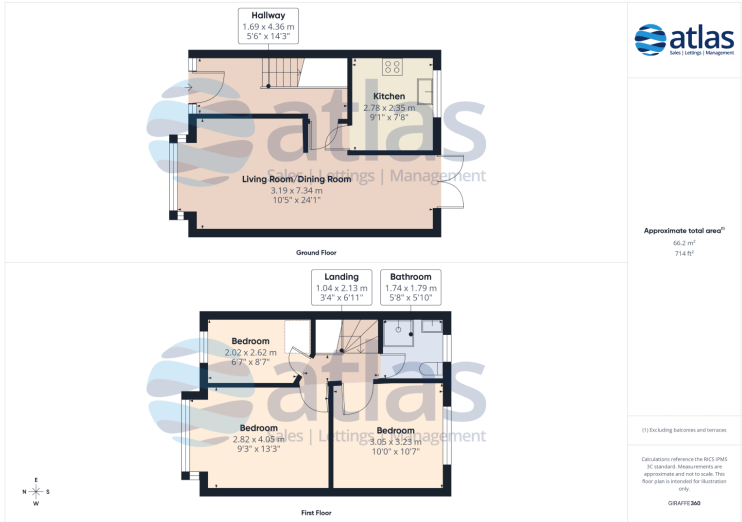 Hallway
1.69 x 4.36 m
5'6" x 14'3"
Kitchen
2.78 x 2.35 m
9'1" x 7'8"
atlas
Sales | Lettings | Management
Living Room/Dining Room
3.19 x 7.34 m
10'5" x 24'1"
Ground Floor
Landing
1.04 x 2.13 m
3'4" x 6'11"
Bathroom
1.74 x 1.79 m
5'8" x 5'10"
Bedroom
2.02 x 2.62 m
6'7" x 8'7"
atlas
Sales | Lettings | Management
Bedroom
2.82 x 4.05 m
9'3" x 13'3"
Bedroom
3.05 x 3.23 m
10'0" x 10'7"
First Floor
E
N S
W
atlas
Sales | Lettings | Management
Approximate total area(1)
66.2 m²
714 ft²
(1) Excluding balconies and terraces
Calculations reference the RICS IPMS
3C standard. Measurements are
approximate and not to scale. This
floor plan is intended for illustration
only.
GIRAFFE360